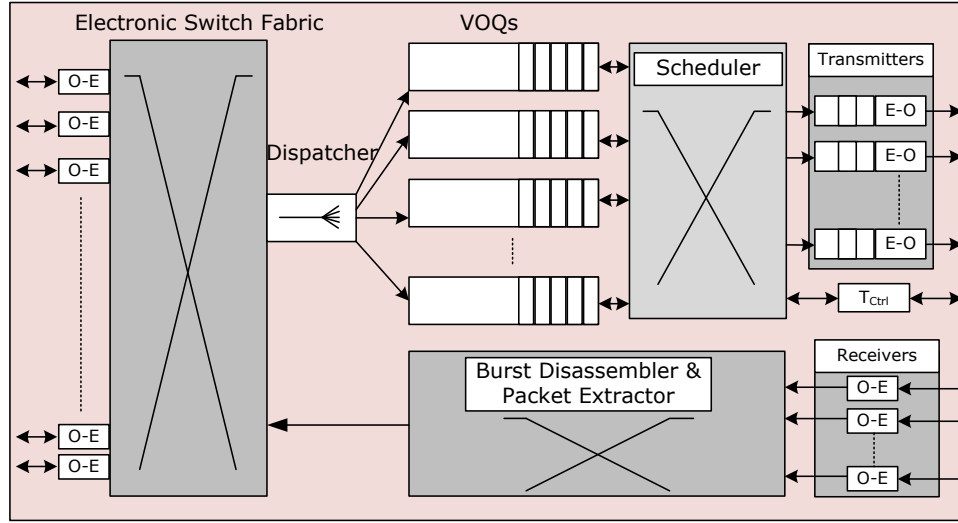 Electronic Switch Fabric
VOQs
O-E
O-E
O-E
O-E
O-E
Dispatcher
Scheduler
Transmitters
E-O
E-O
E-O
TCtrl
Burst Disassembler &
Packet Extractor
Receivers
O-E
O-E
O-E